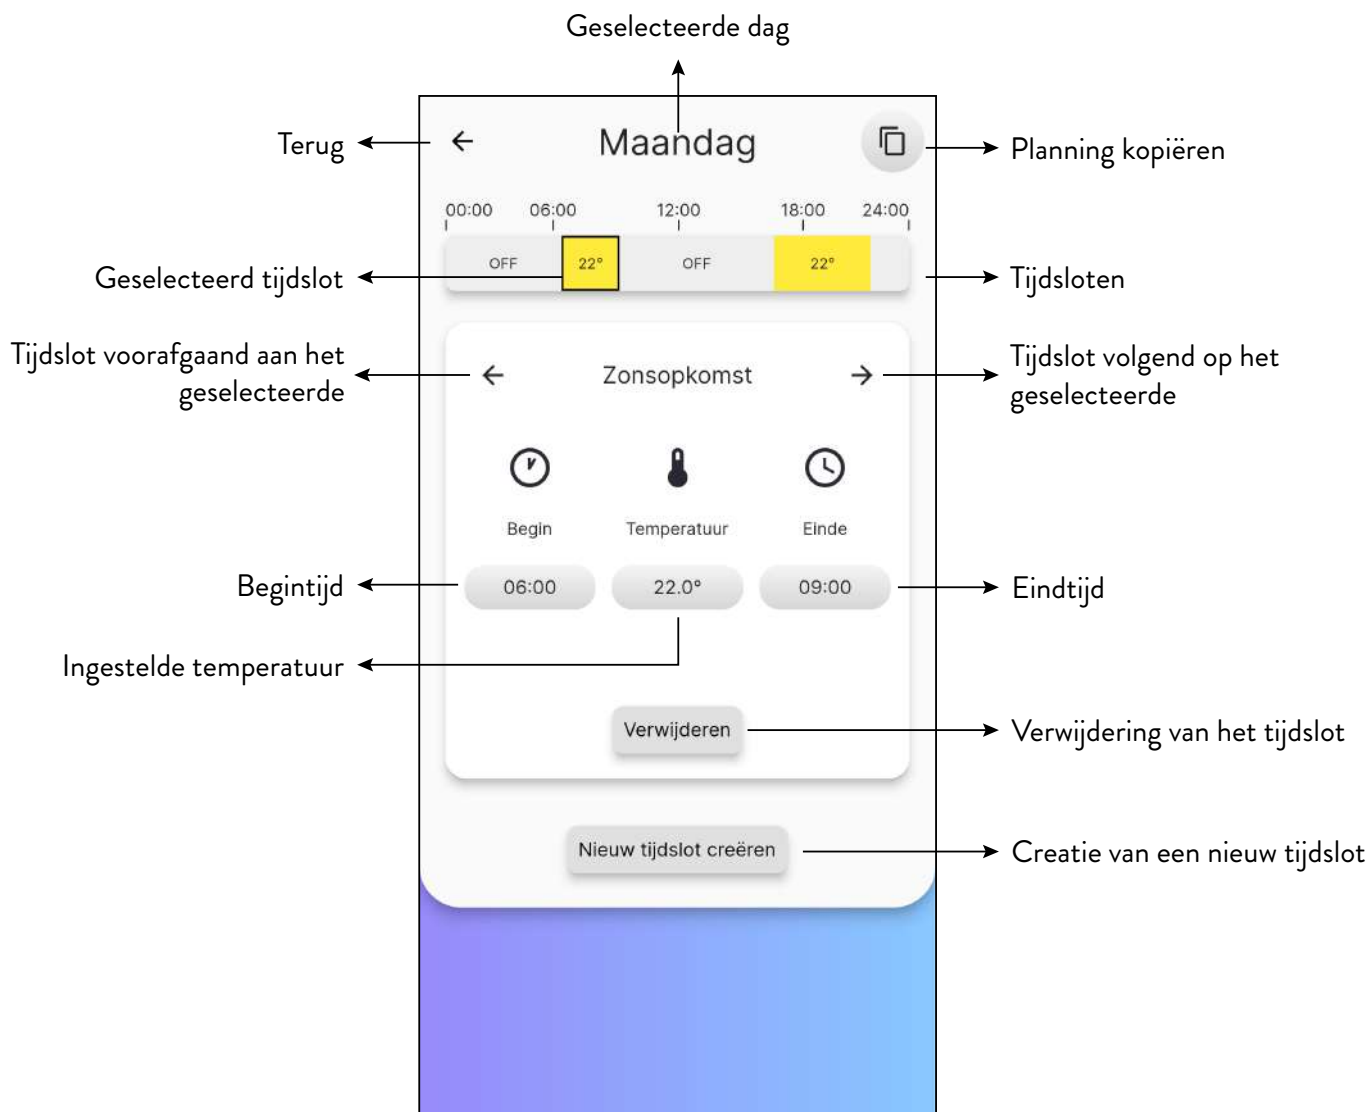 Geselecteerde dag
Terug
Maandag
Planning kopiëren
00:00 06:00 12:00 18:00 24:00
Geselecteerd tijdslot
OFF 22° OFF 22°
Tijdsloten
Tijdslot voorafgaand aan het
geselecteerde
Zonsopkomst
Tijdslot volgend op het
geselecteerde
Begin Temperatuur Einde
Begintijd
06:00 22.0° 09:00
Eindtijd
Ingestelde temperatuur
Verwijderen
Verwijdering van het tijdslot
Nieuw tijdslot creëren
Creatie van een nieuw tijdslot